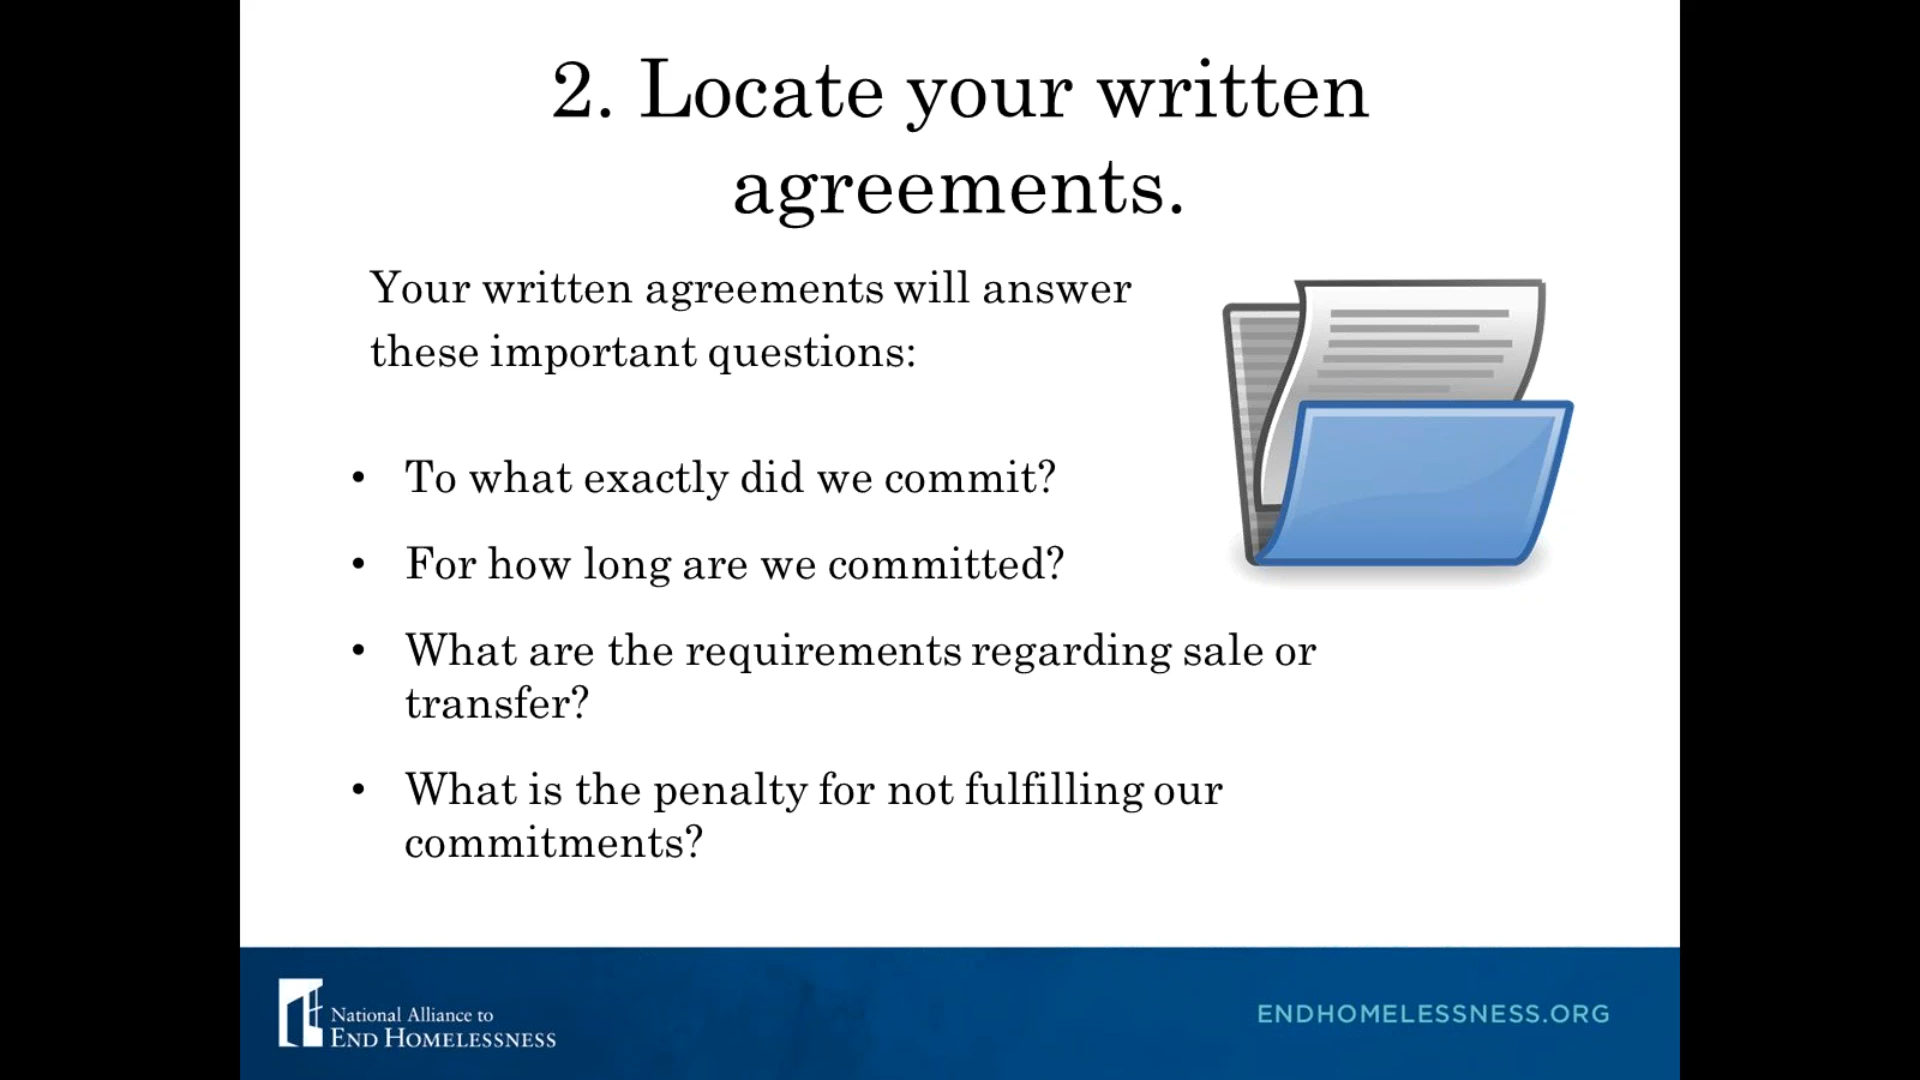 2. Locate your written
agreements.
Your written agreements will answer
these important questions:
• To what exactly did we commit?
• For how long are we committed?
• What are the requirements regarding sale or
transfer?
• What is the penalty for not fulfilling our
commitments?
National Alliance to
END HOMELESSNESS
ENDHOMELESSNESS.ORG